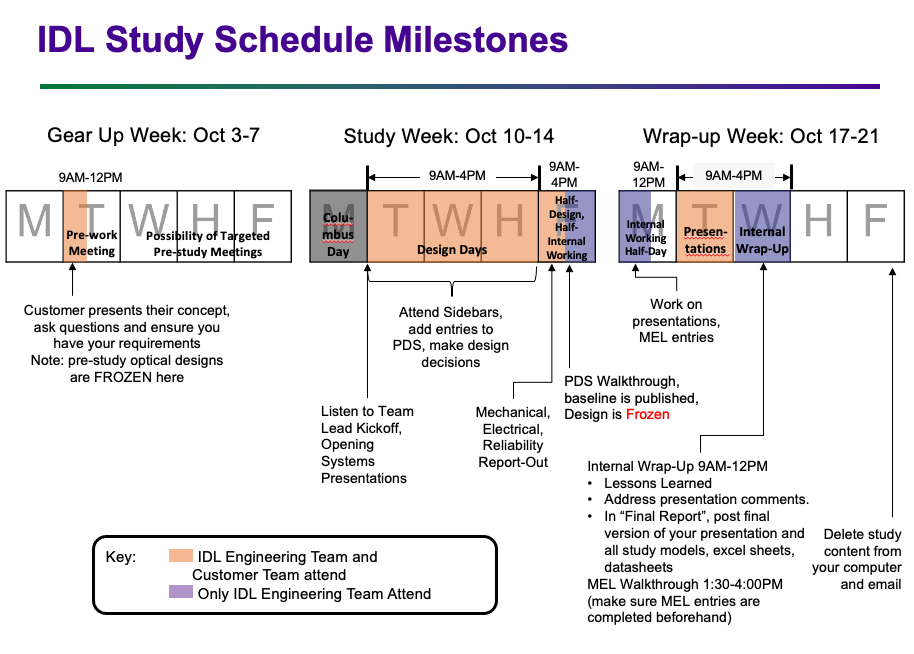 IDL Study Schedule Milestones
Gear Up Week: Oct 3-7
9AM-12PM
M T W H F
Pre-work
Meeting
Possibility of Targeted
Pre-study Meetings
Customer presents their concept,
ask questions and ensure you
have your requirements
Note: pre-study optical designs
are FROZEN here
Study Week: Oct 10-14
9AM-4PM
9AM-
4PM
M T W H F
Colu-
mbus
Day
Design Days
Half-
Design,
Half-
Internal
Working
Attend Sidebars,
add entries to
PDS, make design
decisions
Listen to Team
Lead Kickoff,
Opening
Systems
Presentations
Mechanical,
Electrical,
Reliability
Report-Out
PDS Walkthrough,
baseline is published,
Design is Frozen
Wrap-up Week: Oct 17-21
9AM-
12PM
9AM-4PM
M T W H F
Internal
Working
Half-Day
Presen-
tations
Internal
Wrap-Up
Work on
presentations,
MEL entries
Internal Wrap-Up 9AM-12PM
• Lessons Learned
• Address presentation comments.
• In “Final Report”, post final
version of your presentation and
all study models, excel sheets,
datasheets
MEL Walkthrough 1:30-4:00PM
(make sure MEL entries are
completed beforehand)
Delete study
content from
your computer
and email
Key:
IDL Engineering Team and
Customer Team attend
Only IDL Engineering Team Attend